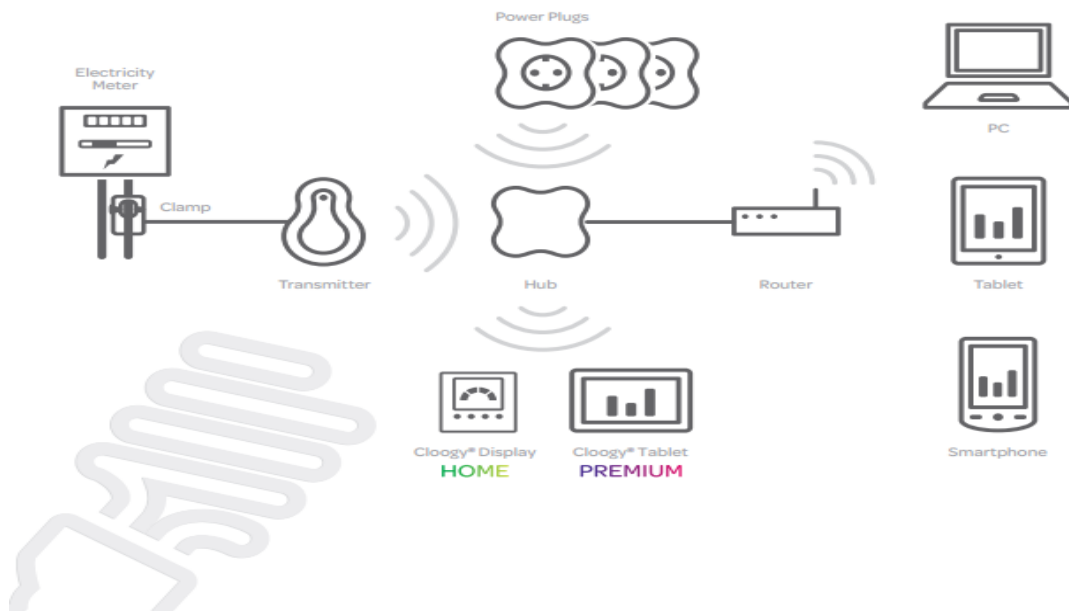 Power Plugs
Electricity
Meter
PC
Clamp
Transmitter
Hub
Router
Tablet
Cloogy® Display
HOME
Cloogy® Tablet
PREMIUM
Smartphone